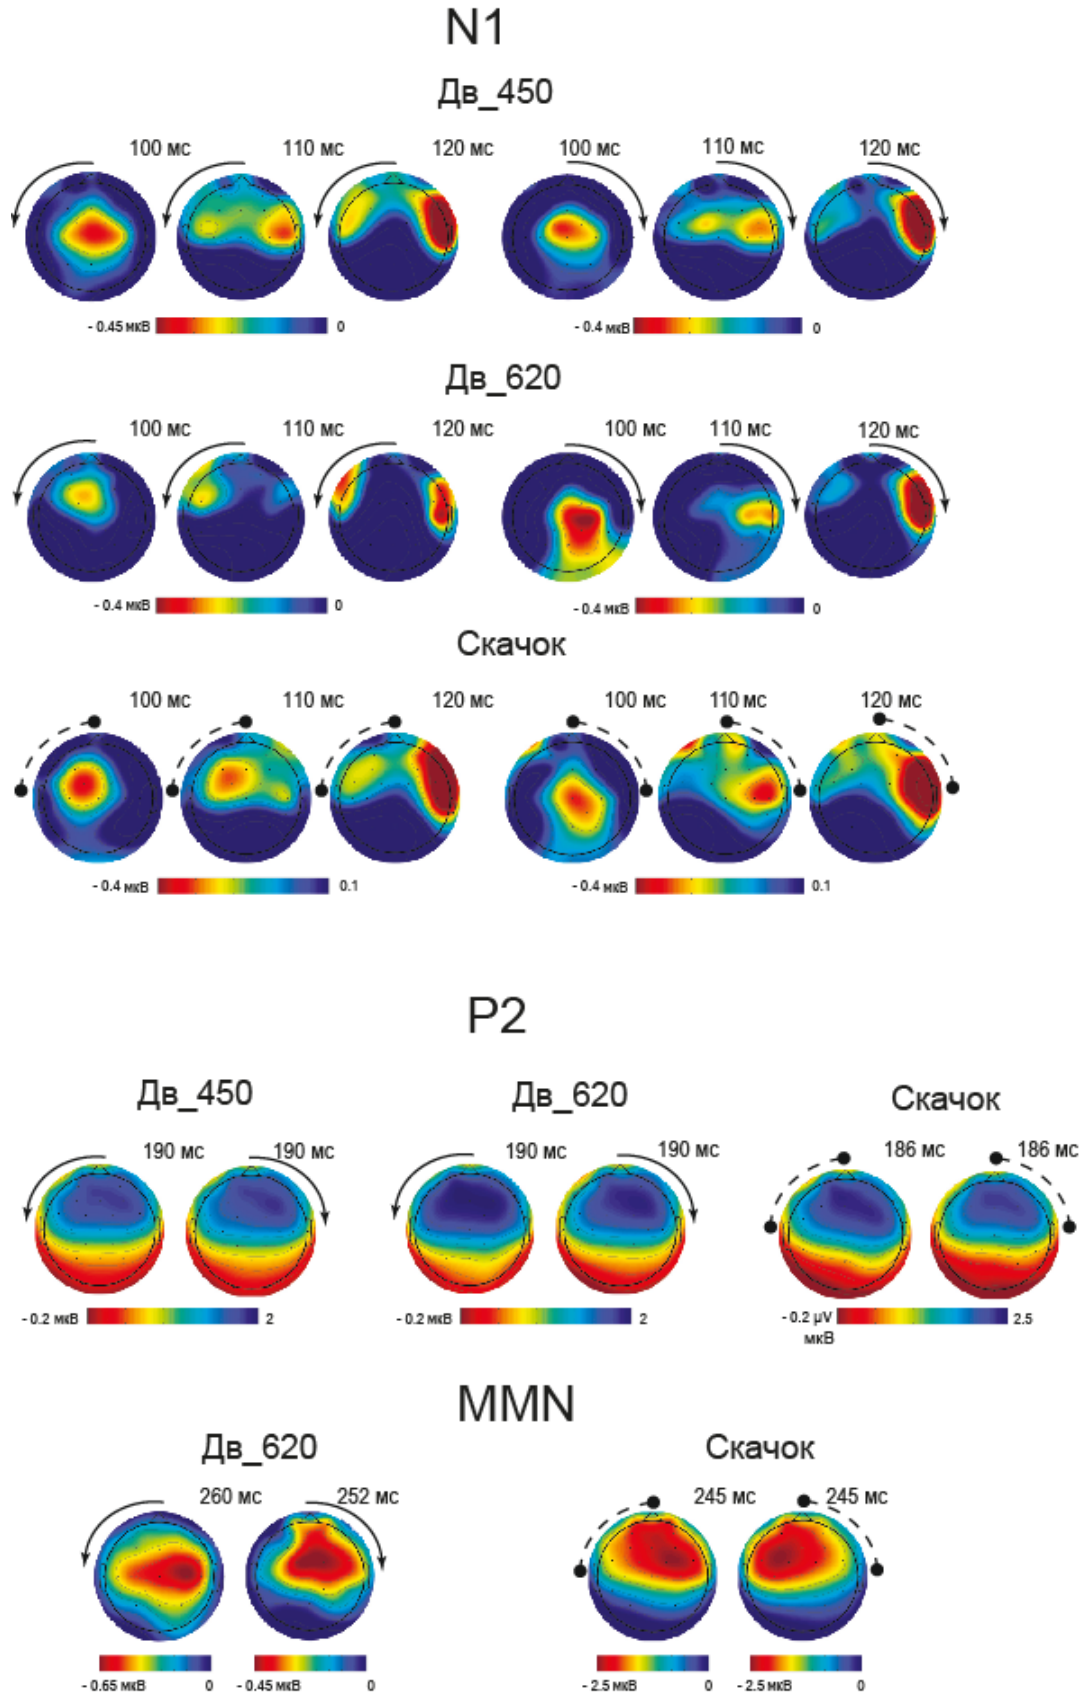 N1
Дв_450
100 мс 110 мс 120 мс 100 мс 110 мс 120 мс
- 0.45 мкВ 0 - 0.4 мкВ 0
Дв_620
100 мс 110 мс 120 мс 100 мс 110 мс 120 мс
- 0.4 мкВ 0 - 0.4 мкВ 0
Скачок
100 мс 110 мс 120 мс 100 мс 110 мс 120 мс
- 0.4 мкВ 0.1 - 0.4 мкВ 0.1
P2
Дв_450 Дв_620 Скачок
190 мс 190 мс 190 мс 190 мс 186 мс 186 мс
- 0.2 мкВ 2 - 0.2 мкВ 2 - 0.2 μV 2.5
мкВ
MMN
Дв_620 Скачок
260 мс 252 мс 245 мс 245 мс
- 0.65 мкВ 0 - 0.45 мкВ 0 - 2.5 мкВ 0 - 2.5 мкВ 0